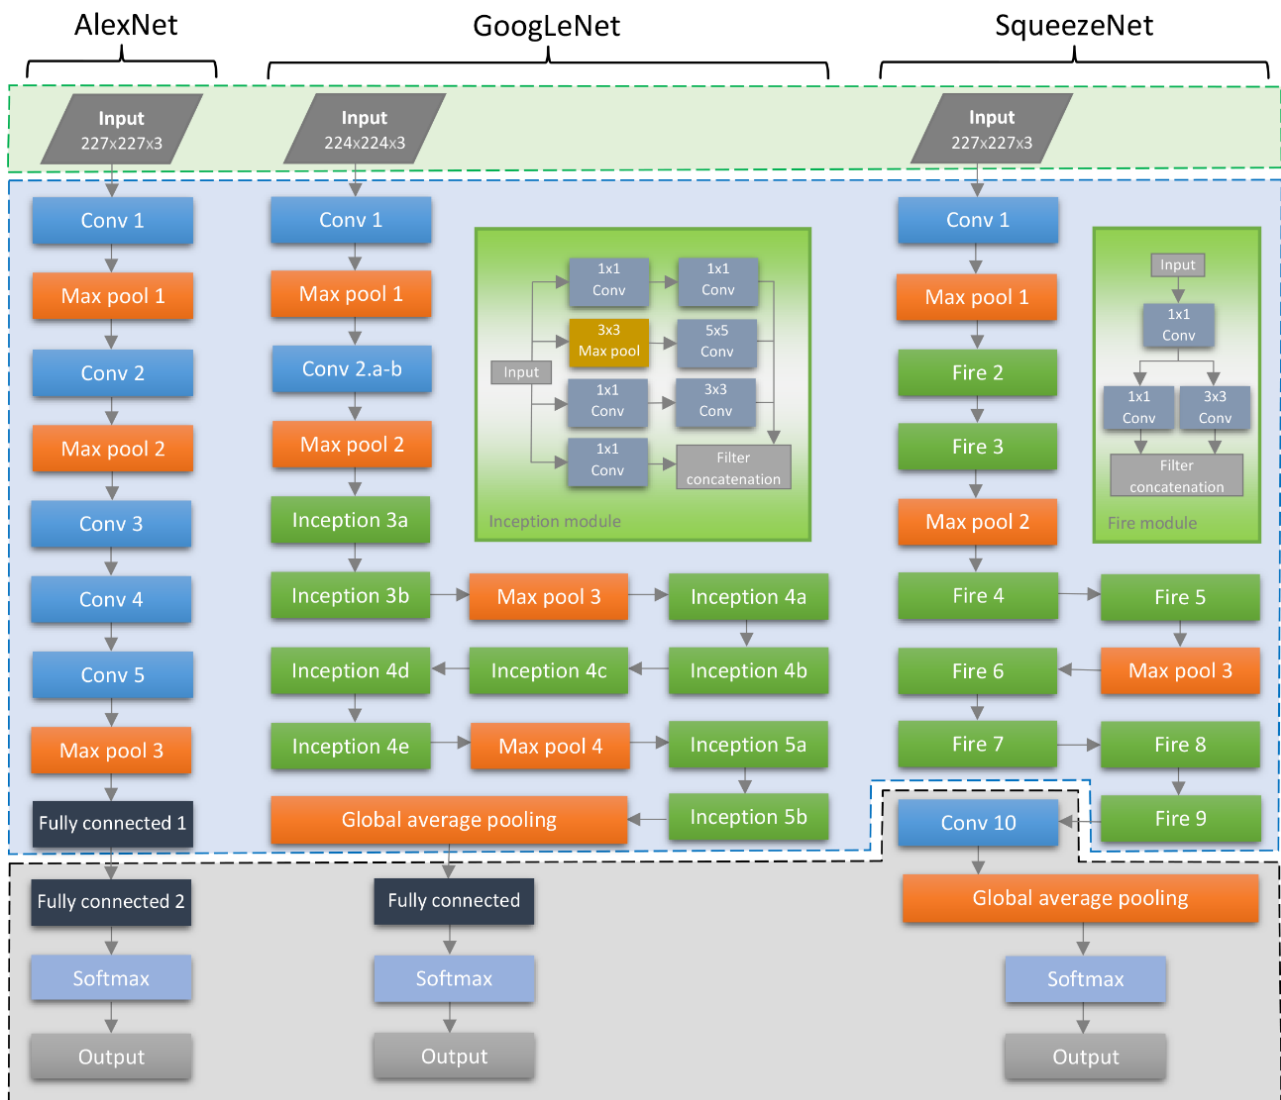 AlexNet
GoogLeNet
SqueezeNet
Input
227x227x3
Input
224x224x3
Input
227x227x3
Conv 1
Max pool 1
Conv 2
Max pool 2
Conv 3
Conv 4
Conv 5
Max pool 3
Fully connected 1
Fully connected 2
Softmax
Output
Conv 1
Max pool 1
Conv 2.a-b
Max pool 2
Inception 3a
Inception 3b
Max pool 3
Inception 4a
Inception 4d
Inception 4c
Inception 4b
Inception 4e
Max pool 4
Inception 5a
Global average pooling
Inception 5b
Fully connected
Softmax
Output
Input
1x1
Conv
1x1
Conv
3x3
Max pool
5x5
Conv
1x1
Conv
3x3
Conv
1x1
Conv
Filter
concatenation
Inception module
Conv 1
Max pool 1
Fire 2
Fire 3
Max pool 2
Fire 4
Fire 5
Fire 6
Max pool 3
Fire 7
Fire 8
Conv 10
Fire 9
Global average pooling
Softmax
Output
Input
1x1
Conv
1x1
Conv
3x3
Conv
Filter
concatenation
Fire module